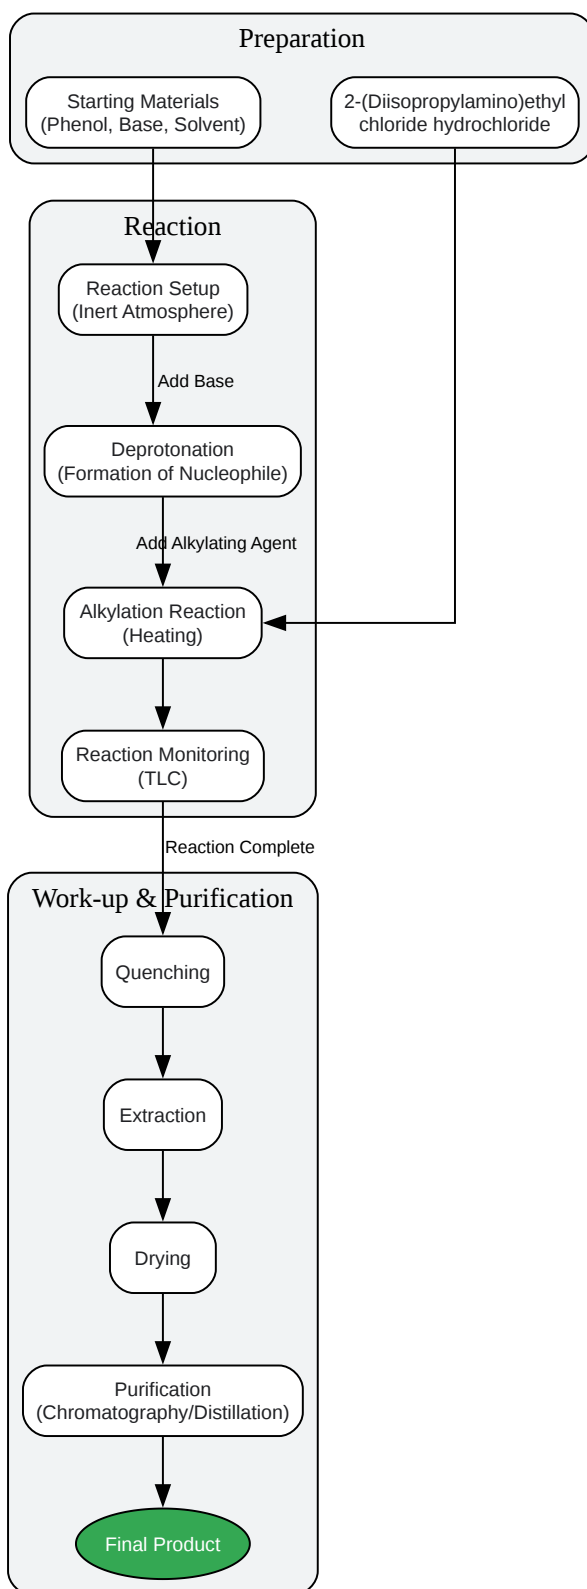 Preparation
Starting Materials
(Phenol, Base, Solvent)
2-(Diisopropylamino)ethyl
chloride hydrochloride
Reaction
Reaction Setup
(Inert Atmosphere)
Add Base
Deprotonation
(Formation of Nucleophile)
Add Alkylating Agent
Alkylation Reaction
(Heating)
Reaction Monitoring
(TLC)
Reaction Complete
Work-up & Purification
Quenching
Extraction
Drying
Purification
(Chromatography/Distillation)
Final Product